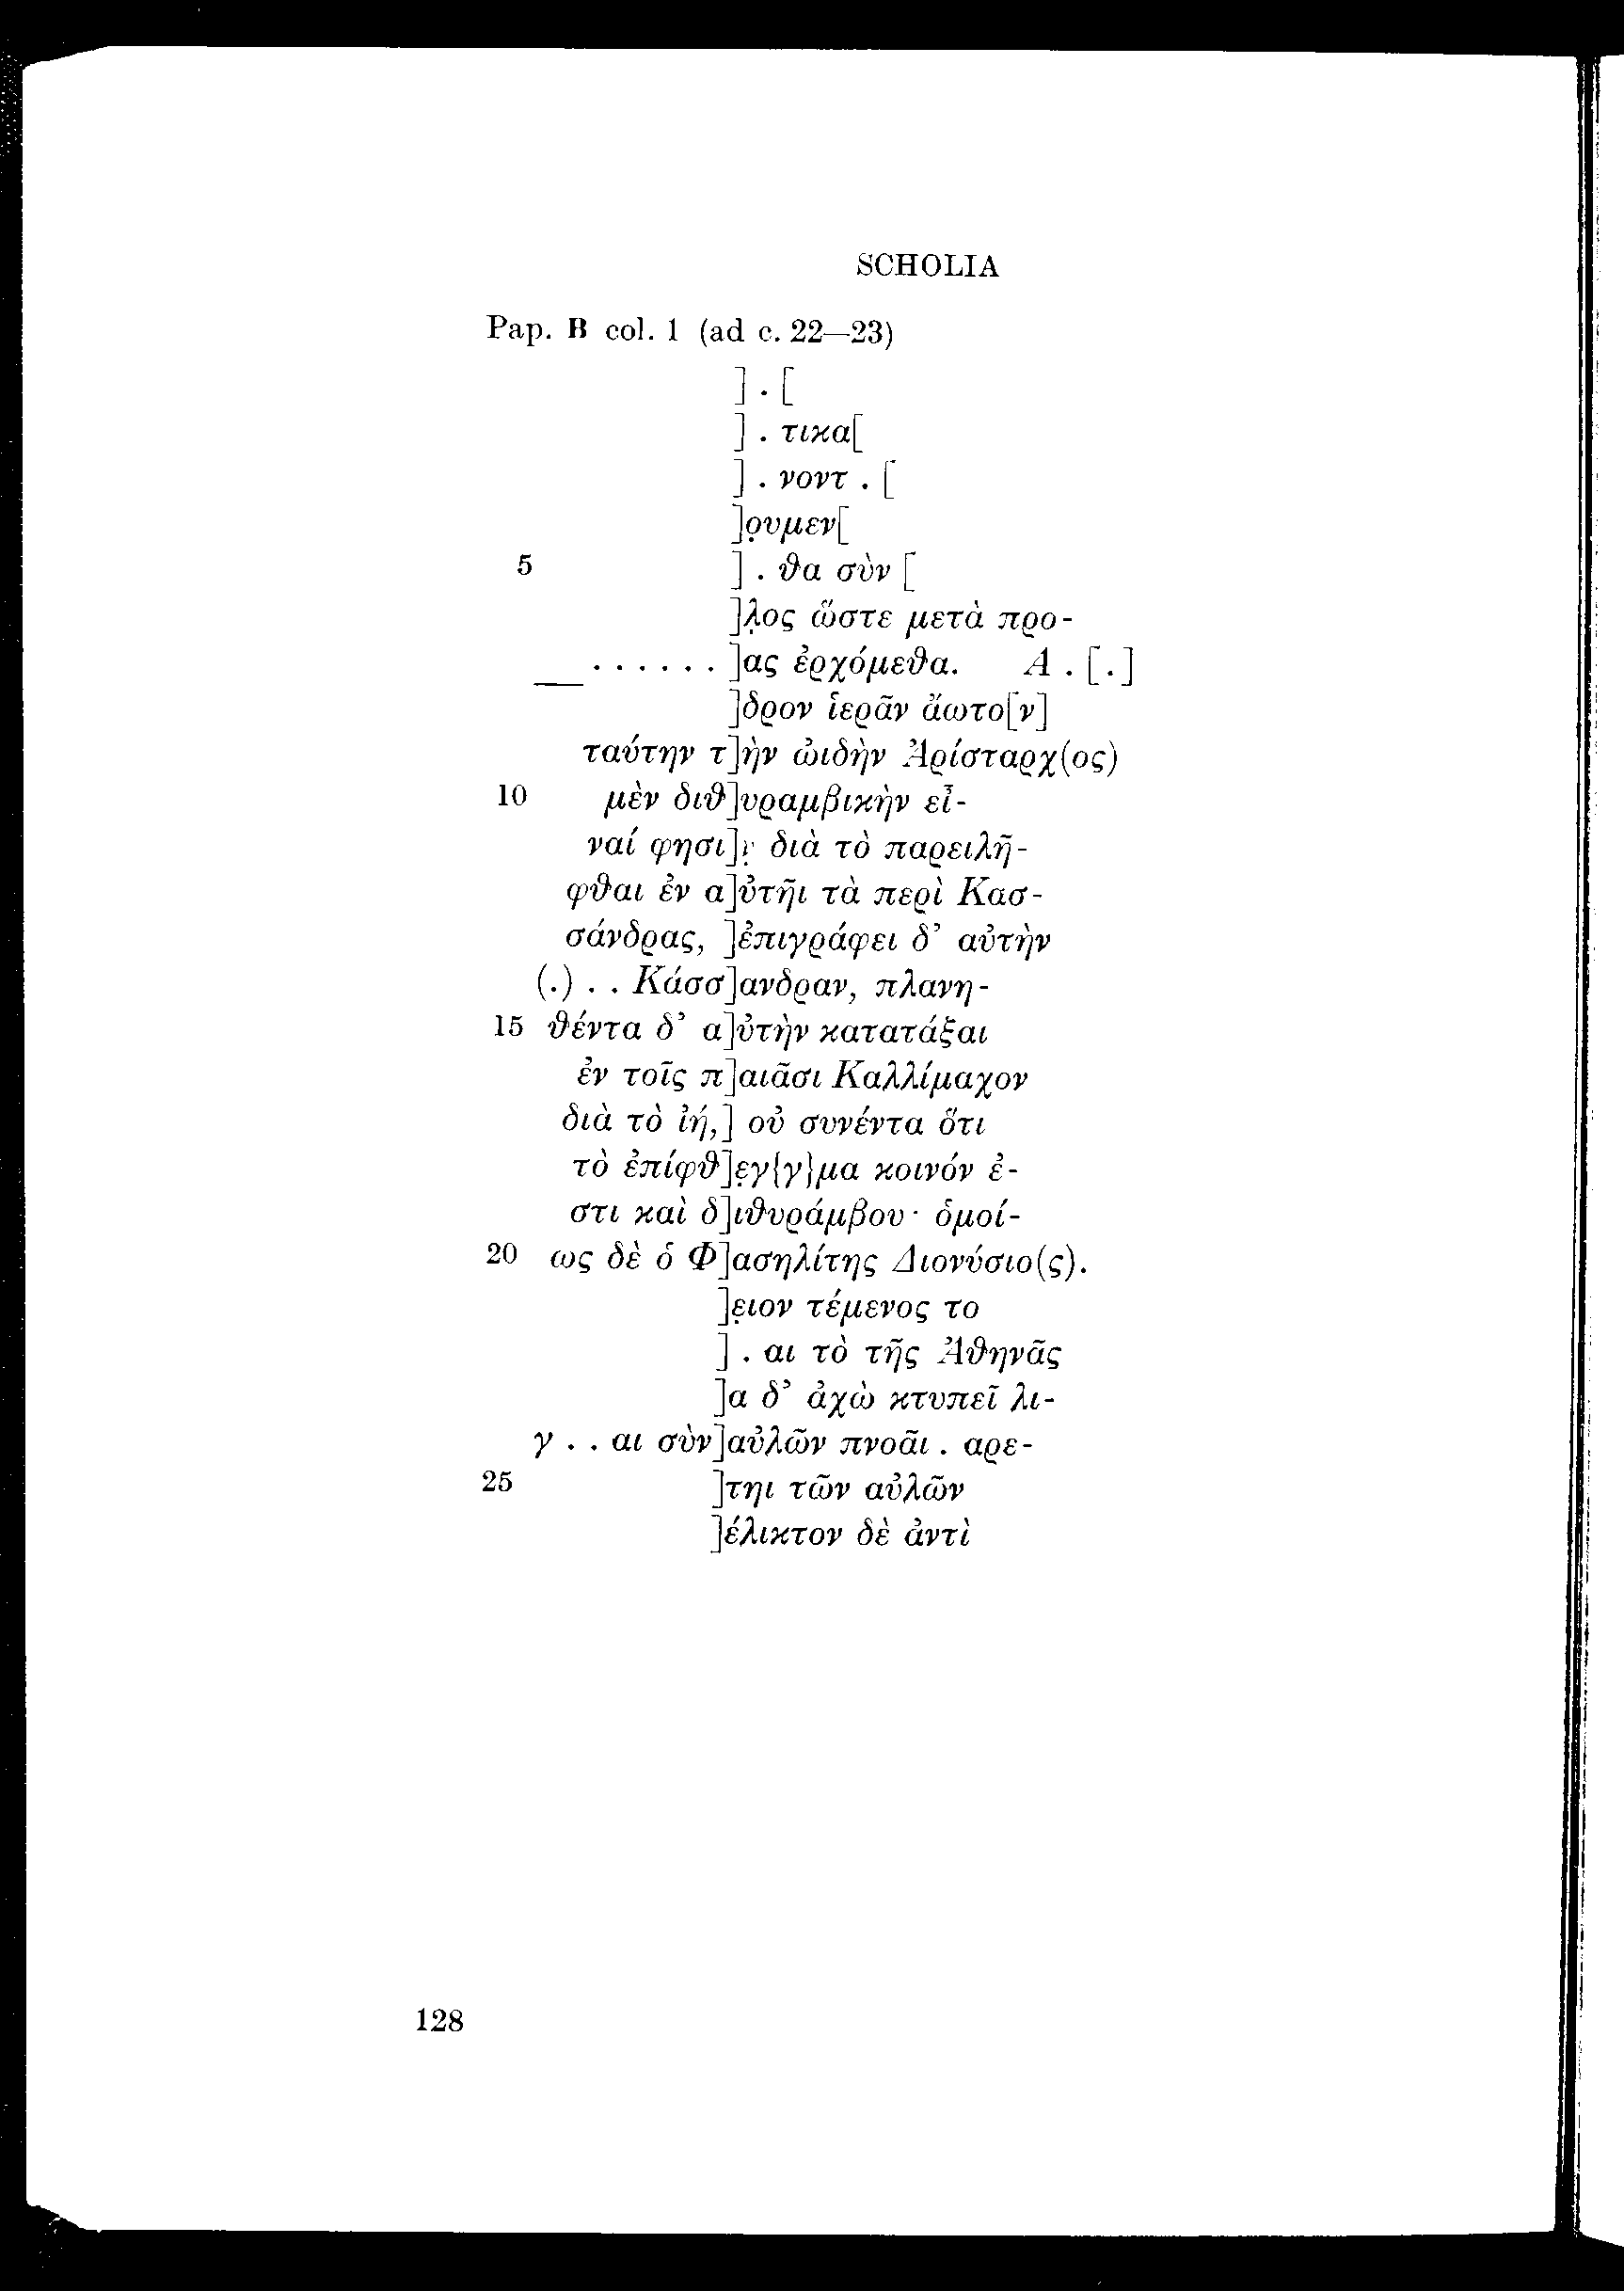 SCHOLIA
Pap. B col. 1 (ad c. 22—23)
] . [
] . τικα[
] . νοντ . [
]ο̣υμεν[
5 ] . θα σὺν [
]λ̣ος ὥστε μετὰ προ-
. . . . . . ]ας ἐρχόμεθα. Α . [.]
]δρον ἱερᾶν ἄωτο[ν]
ταύτην τ]ὴν ὠιδὴν Ἀρίσταρχ(ος)
10 μὲν διθ]υραμβικὴν εἶ-
ναί φησι]ν̣ διὰ τὸ παρειλῆ-
φθαι ἐν α]ὐτῆι τὰ περὶ Κασ-
σάνδρας, ]ἐπιγράφει δ’ αὐτὴν
(.) . . Κάσσ]ανδραν, πλανη-
15 θέντα δ’ α]ὐτὴν κατατάξαι
ἐν τοῖς π]αιᾶσι Καλλίμαχον
διὰ τὸ ἰή,] οὐ συνέντα ὅτι
τὸ ἐπίφθ]ε̣γ{γ}μα κοινόν ἐ-
στι καὶ δ]ιθυράμβου· ὁμοί-
20 ως δὲ ὁ Φ]ασηλίτης Διονύσιο(ς).
]ε̣ιον τέμενος το
] . αι τὸ τῆς Ἀθηνᾶς
]α δ’ ἀχὼ κτυπεῖ λι-
γ . . αι σὺν]αὐλῶν πνοᾶι . αρε-
25 ]τηι τῶν αὐλῶν
]έλικτον δὲ ἀντὶ
128